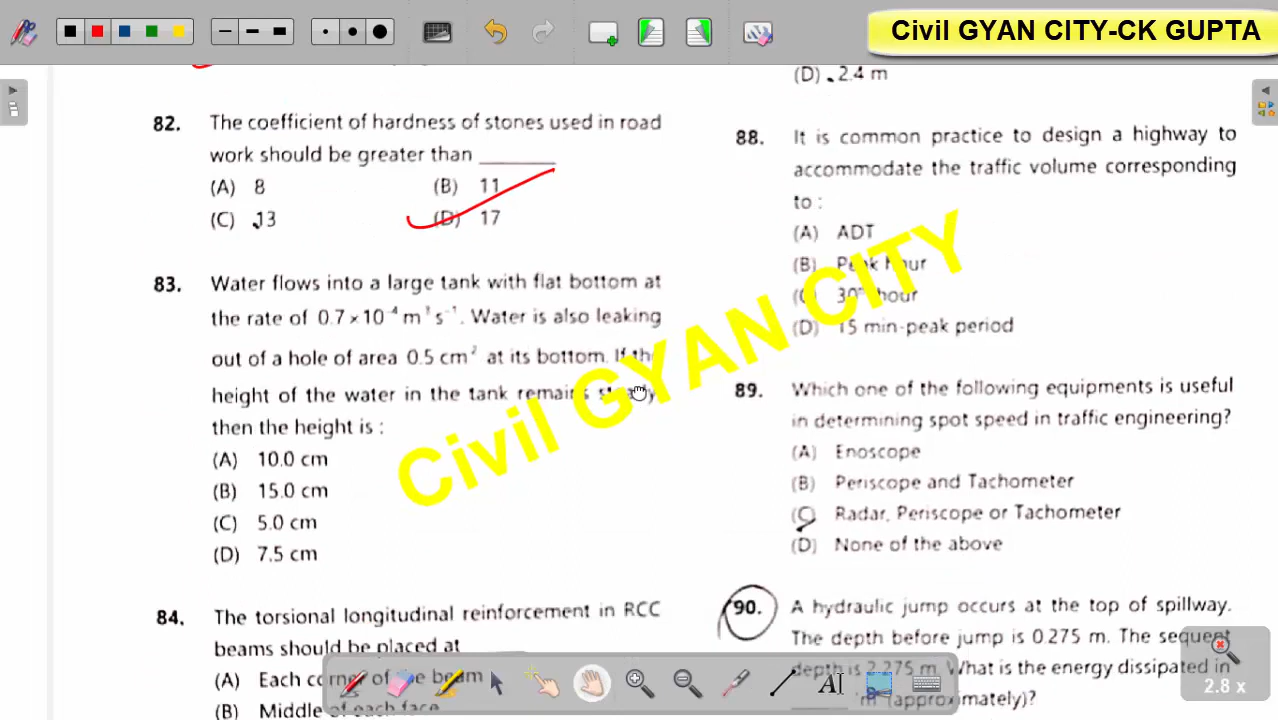 Civil GYAN CITY-CK GUPTA
82. The coefficient of hardness of stones used in road
work should be greater than ________
(A) 8 (B) 11
(C) 13 (D) 17
83. Water flows into a large tank with flat bottom at
the rate of 0.7×10⁻⁴ m³ s⁻¹. Water is also leaking
out of a hole of area 0.5 cm² at its bottom. If the
height of the water in the tank remains steady,
then the height is :
(A) 10.0 cm
(B) 15.0 cm
(C) 5.0 cm
(D) 7.5 cm
84. The torsional longitudinal reinforcement in RCC
beams should be placed at
(A) Each corner of the beam
(B) Middle of each face
(D) 2.4 m
88. It is common practice to design a highway to
accommodate the traffic volume corresponding
to :
(A) ADT
(B) Peak hour
(C) 30ᵗʰ hour
(D) 15 min-peak period
89. Which one of the following equipments is useful
in determining spot speed in traffic engineering?
(A) Enoscope
(B) Periscope and Tachometer
(C) Radar, Periscope or Tachometer
(D) None of the above
90. A hydraulic jump occurs at the top of spillway.
The depth before jump is 0.275 m. The sequent
depth is 2.275 m. What is the energy dissipated in
m (approximately)?
Civil GYAN CITY
2.8 x